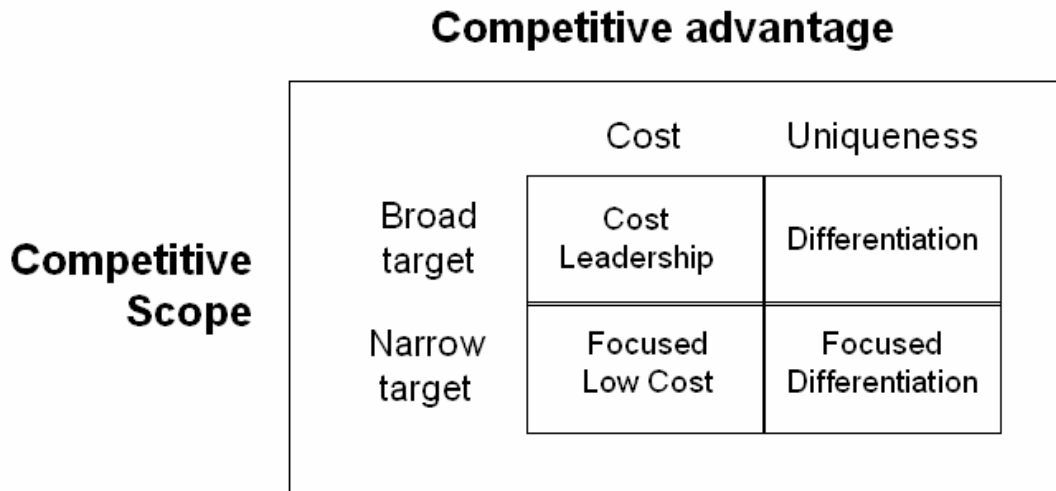 Competitive advantage
Cost
Uniqueness
Broad
target
Cost
Leadership
Differentiation
Competitive
Scope
Narrow
target
Focused
Low Cost
Focused
Differentiation